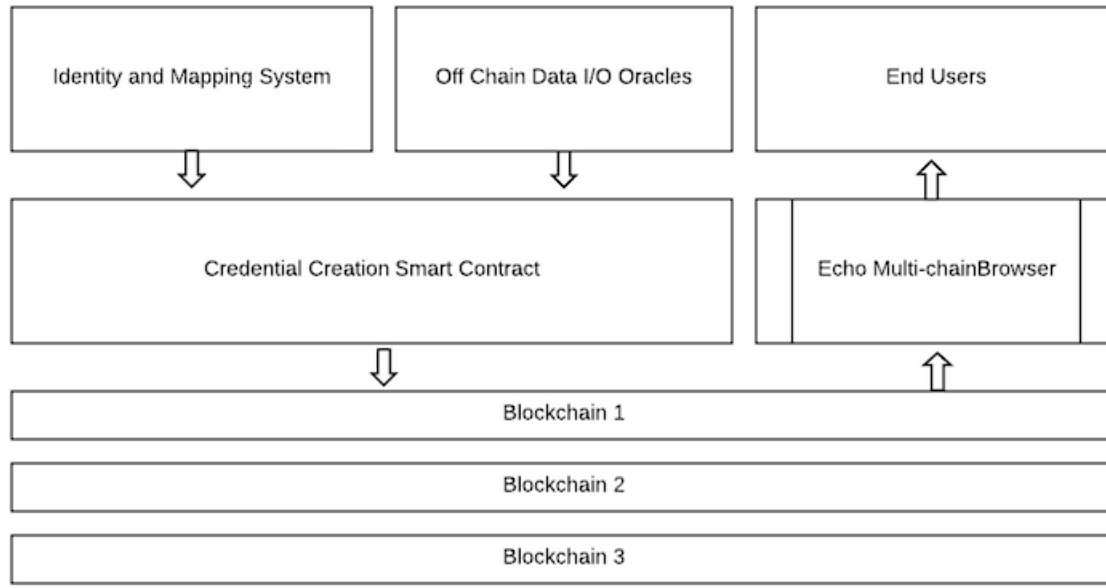 Identity and Mapping System
Off Chain Data I/O Oracles
End Users
Credential Creation Smart Contract
Echo Multi-chainBrowser
Blockchain 1
Blockchain 2
Blockchain 3